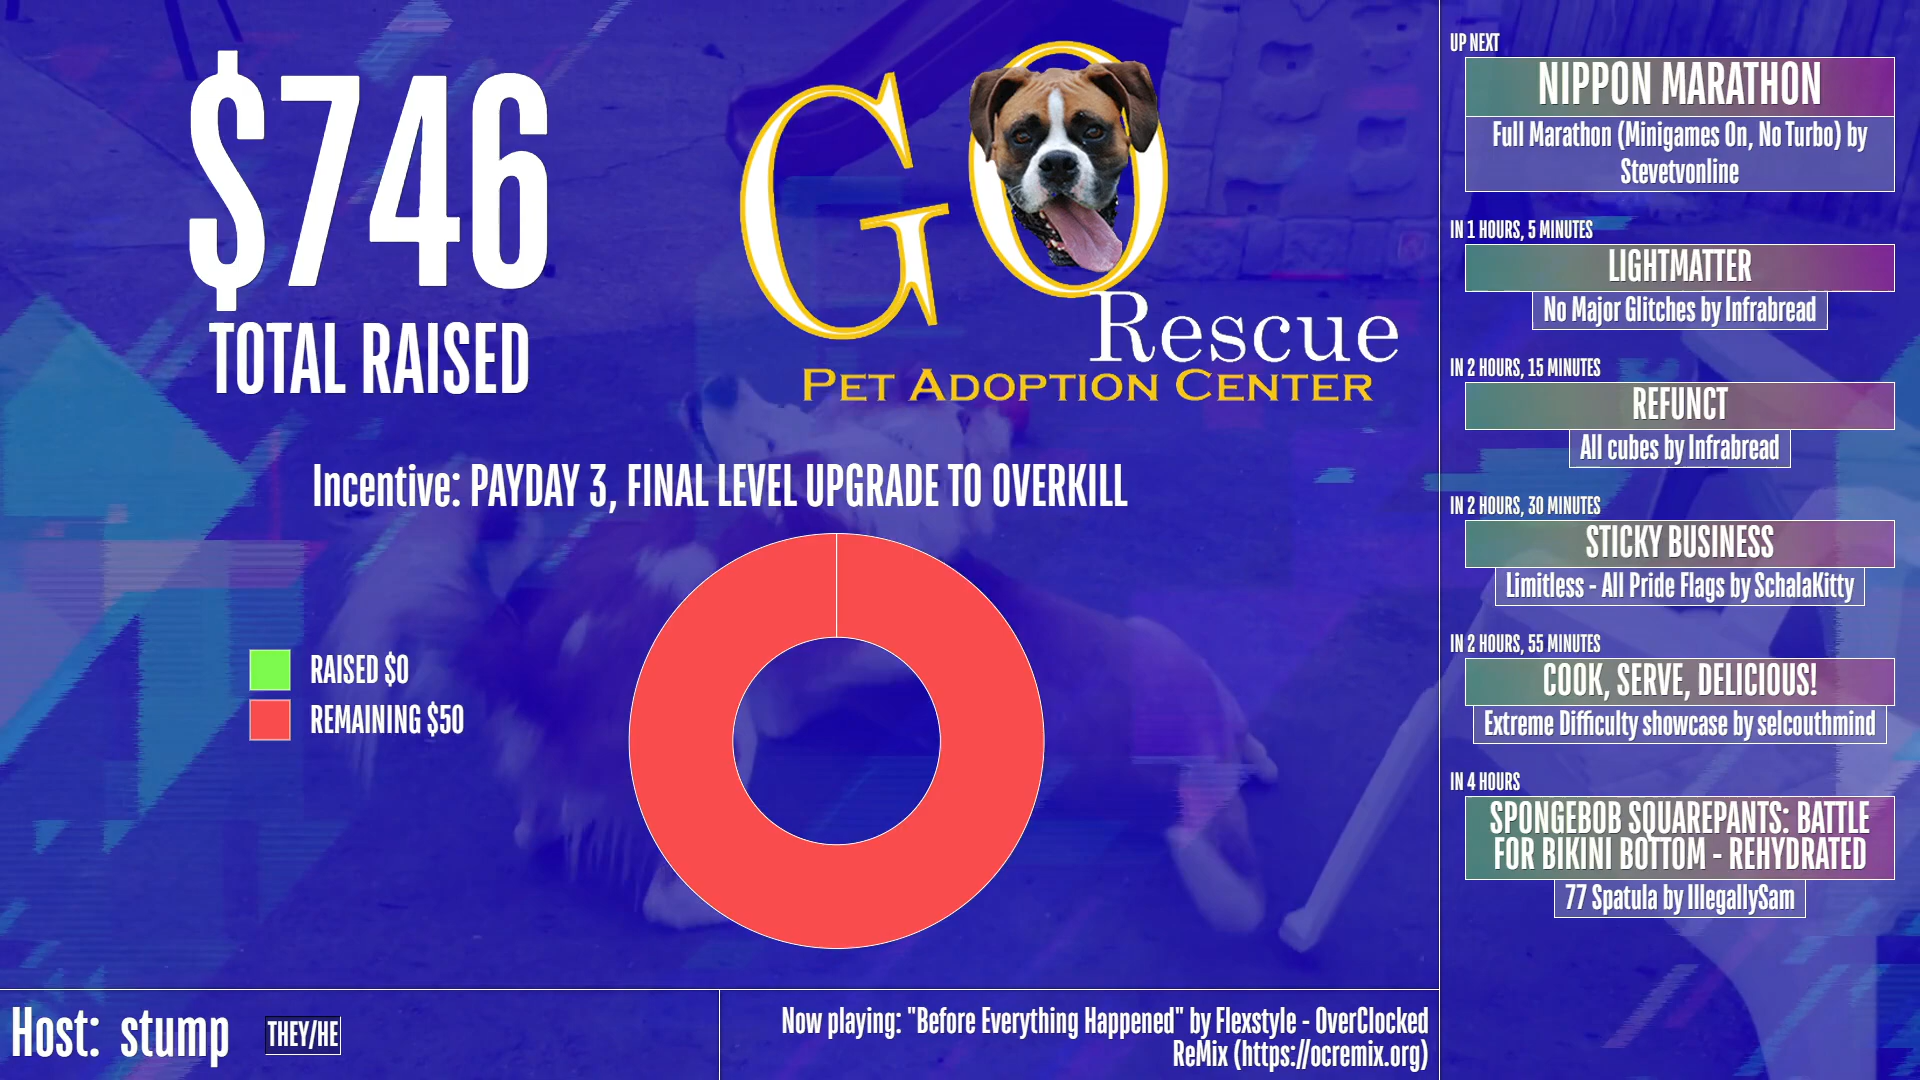 $746
TOTAL RAISED
GO
Rescue
PET ADOPTION CENTER
Incentive: PAYDAY 3, FINAL LEVEL UPGRADE TO OVERKILL
RAISED $0
REMAINING $50
Host: stump THEY/HE
Now playing: "Before Everything Happened" by Flexstyle - OverClocked
ReMix (https://ocremix.org)
UP NEXT
NIPPON MARATHON
Full Marathon (Minigames On, No Turbo) by
Stevetvonline
IN 1 HOURS, 5 MINUTES
LIGHTMATTER
No Major Glitches by Infrabread
IN 2 HOURS, 15 MINUTES
REFUNCT
All cubes by Infrabread
IN 2 HOURS, 30 MINUTES
STICKY BUSINESS
Limitless - All Pride Flags by SchalaKitty
IN 2 HOURS, 55 MINUTES
COOK, SERVE, DELICIOUS!
Extreme Difficulty showcase by selcouthmind
IN 4 HOURS
SPONGEBOB SQUAREPANTS: BATTLE
FOR BIKINI BOTTOM - REHYDRATED
77 Spatula by IllegallySam